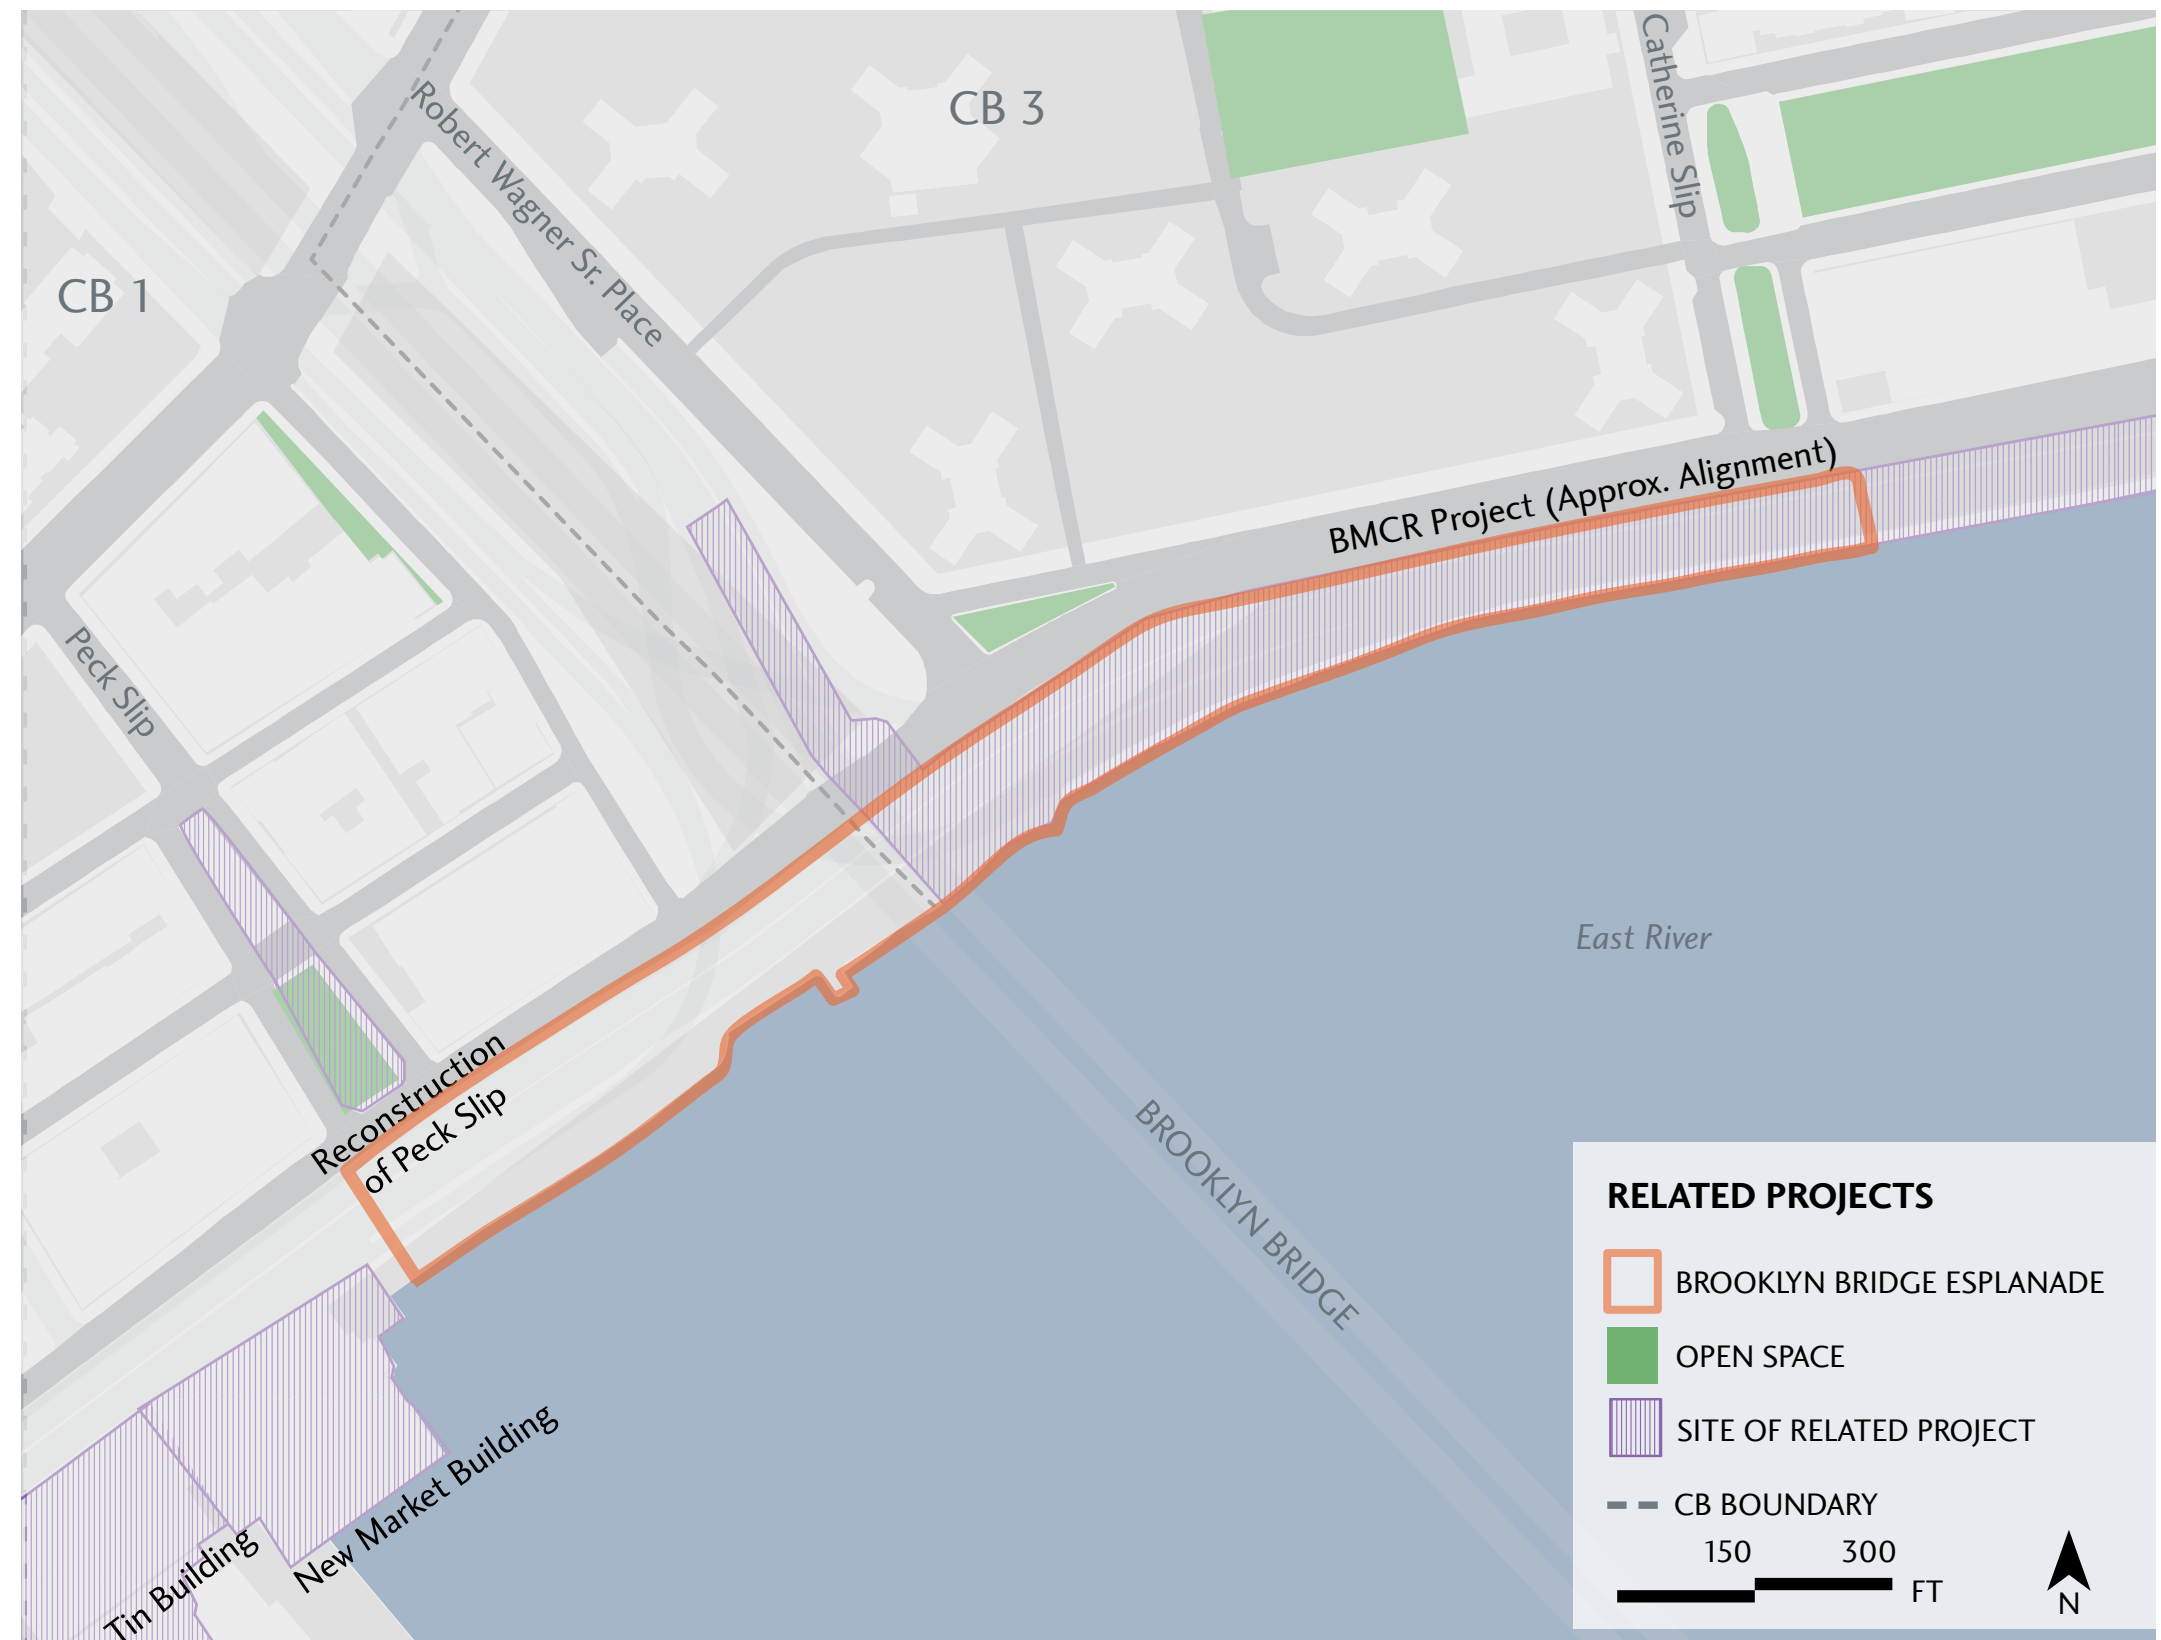 CB 3
Catherine Slip
Robert Wagner Sr. Place
CB 1
BMCR Project (Approx. Alignment)
Peck Slip
East River
Reconstruction
of Peck Slip
BROOKLYN BRIDGE
New Market Building
Tin Building
RELATED PROJECTS
BROOKLYN BRIDGE ESPLANADE
OPEN SPACE
SITE OF RELATED PROJECT
CB BOUNDARY
150 300
FT
N